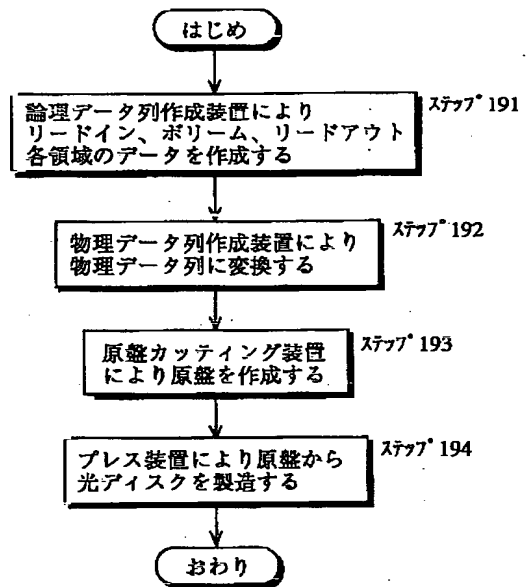 はじめ
ステップ191
論理データ列作成装置により
リードイン、ボリーム、リードアウト
各領域のデータを作成する
ステップ192
物理データ列作成装置により
物理データ列に変換する
ステップ193
原盤カッティング装置
により原盤を作成する
ステップ194
プレス装置により原盤から
光ディスクを製造する
おわり